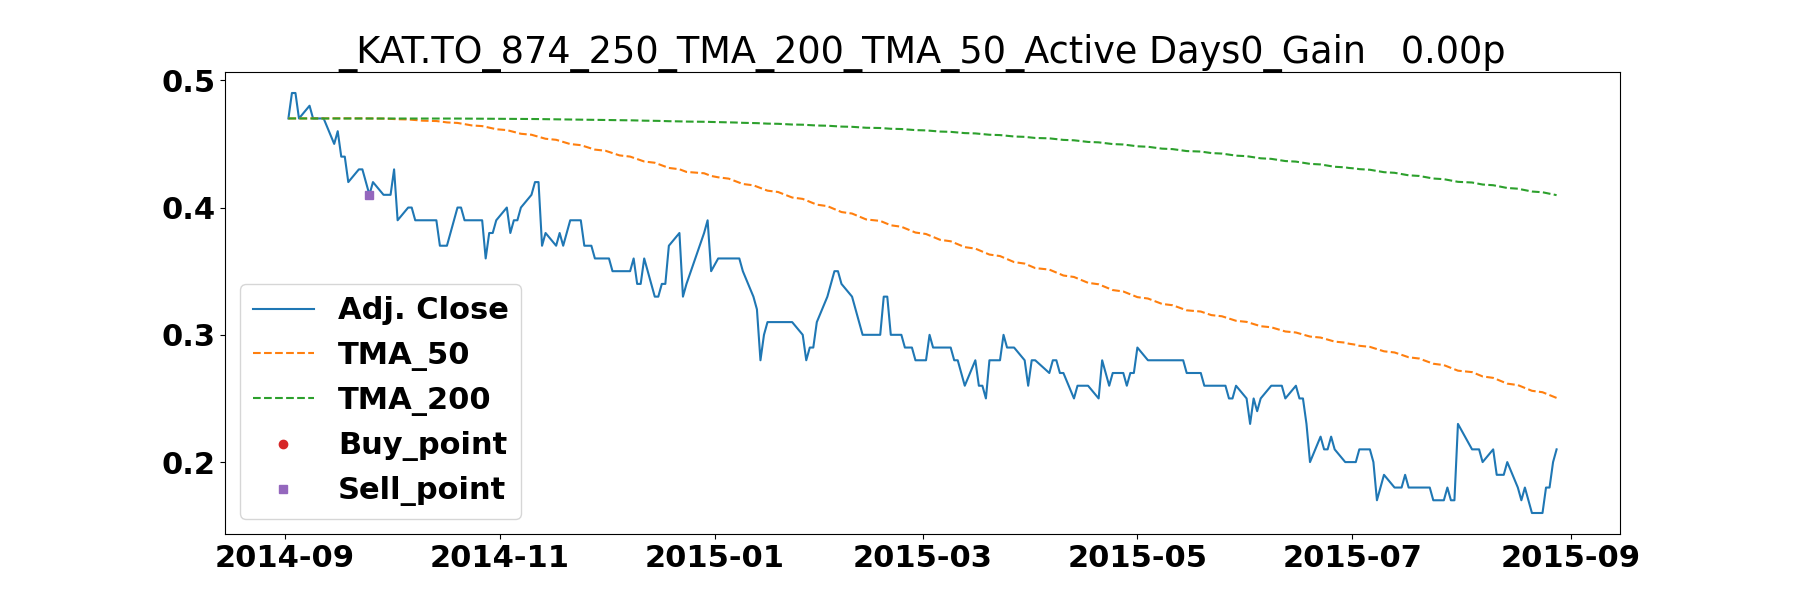 _KAT.TO_874_250_TMA_200_TMA_50_Active Days0_Gain   0.00p
0.5
0.4
0.3
0.2
Adj. Close
TMA_50
TMA_200
Buy_point
Sell_point
2014-09 2014-11 2015-01 2015-03 2015-05 2015-07 2015-09